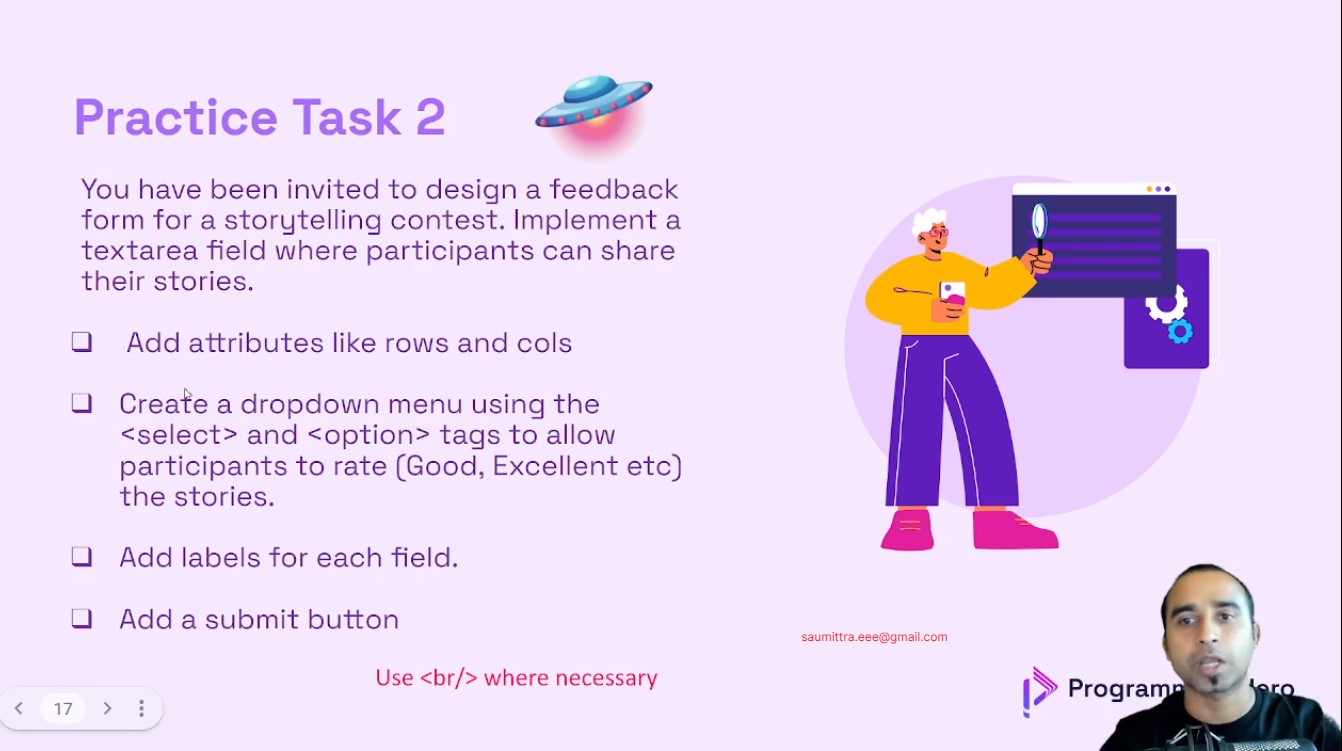 Practice Task 2
You have been invited to design a feedback
form for a storytelling contest. Implement a
textarea field where participants can share
their stories.
❏ Add attributes like rows and cols
❏ Create a dropdown menu using the
<select> and <option> tags to allow
participants to rate (Good, Excellent etc)
the stories.
❏ Add labels for each field.
❏ Add a submit button
saumittra.eee@gmail.com
Use <br/> where necessary
17